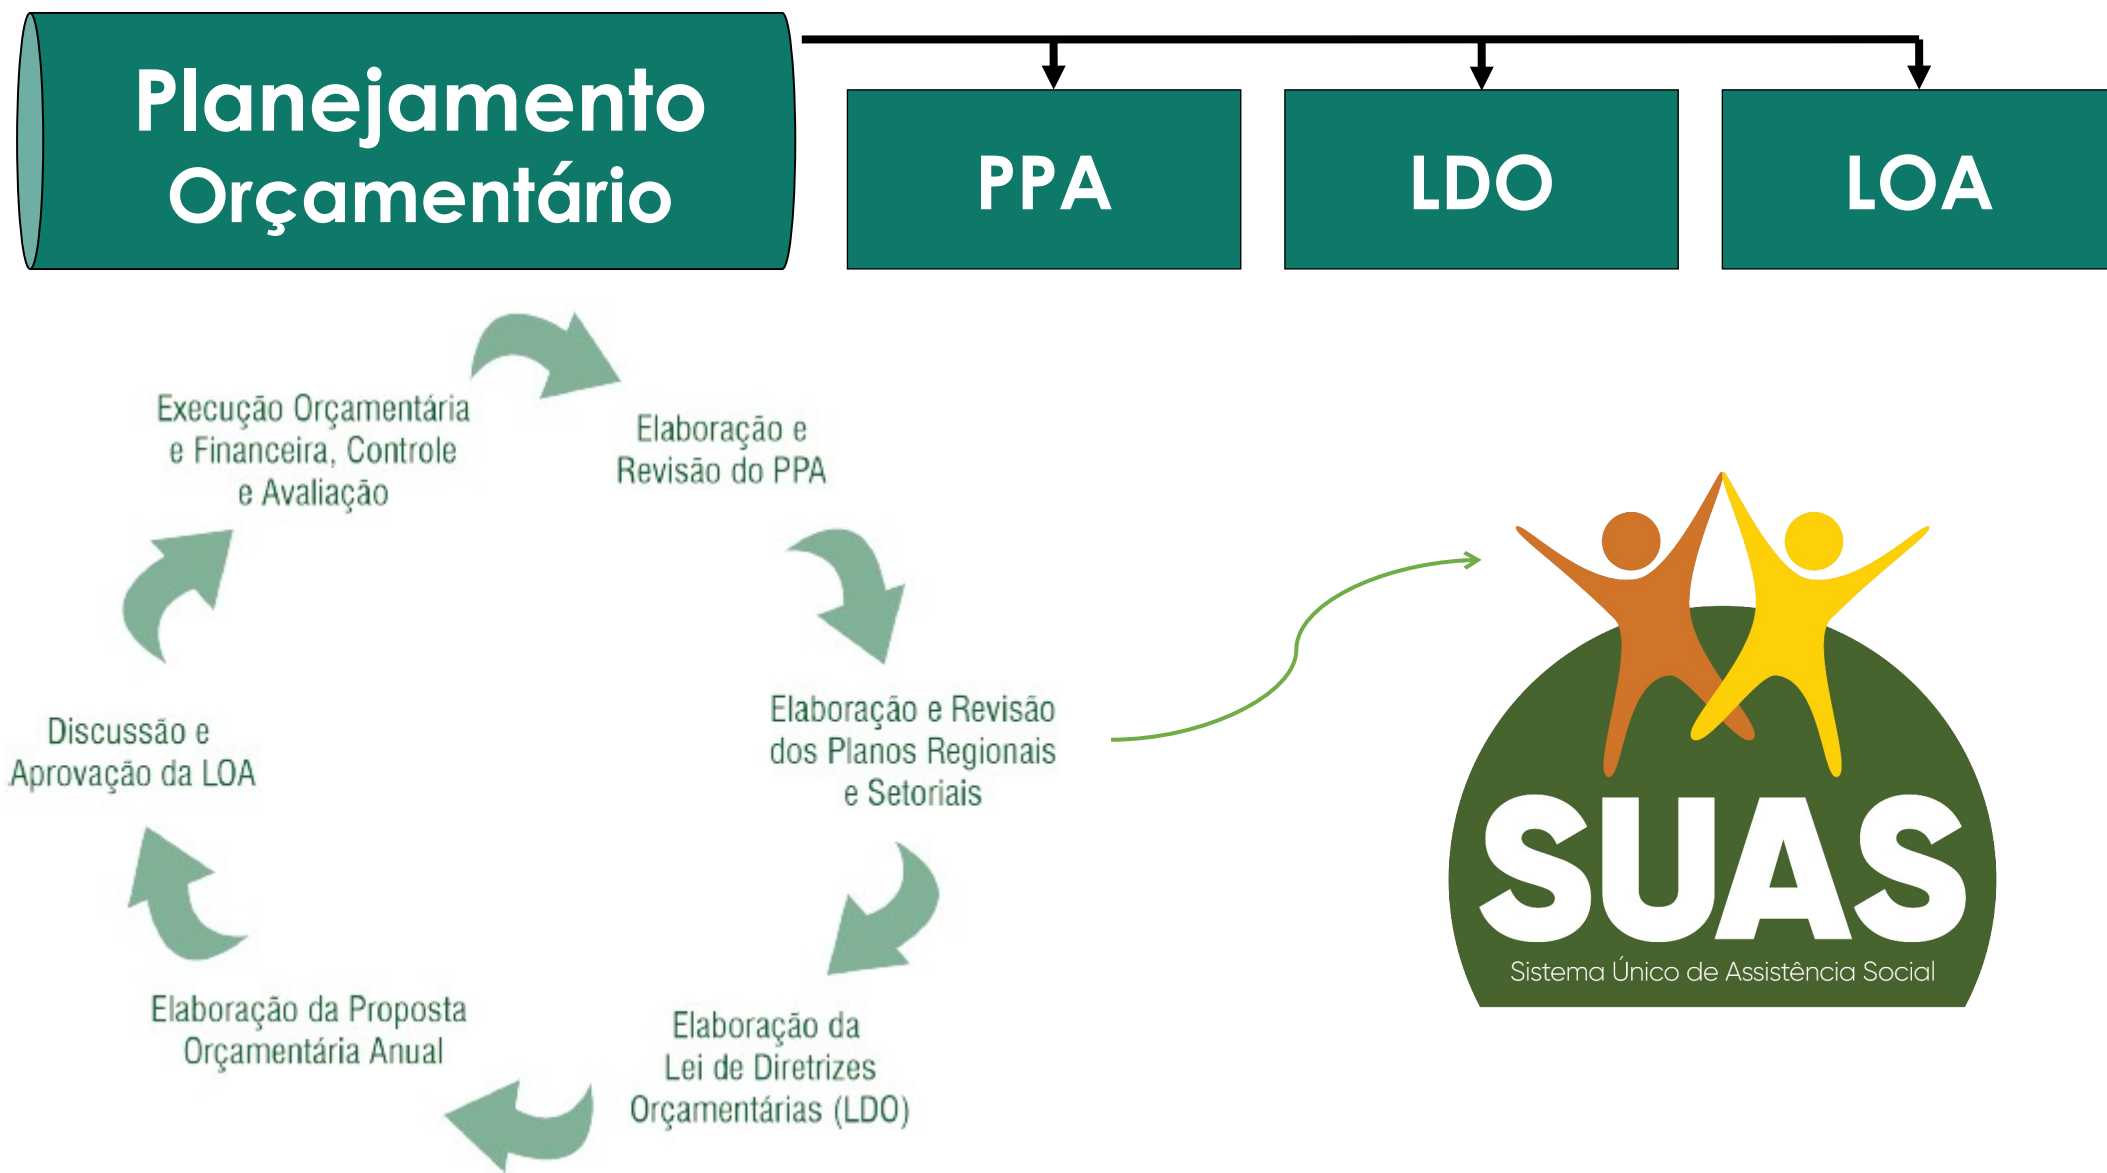 Planejamento
Orçamentário
PPA
LDO
LOA
Execução Orçamentária
e Financeira, Controle
e Avaliação
Elaboração e
Revisão do PPA
Elaboração e Revisão
dos Planos Regionais
e Setoriais
Elaboração da
Lei de Diretrizes
Orçamentárias (LDO)
Elaboração da Proposta
Orçamentária Anual
Discussão e
Aprovação da LOA
SUAS
Sistema Único de Assistência Social